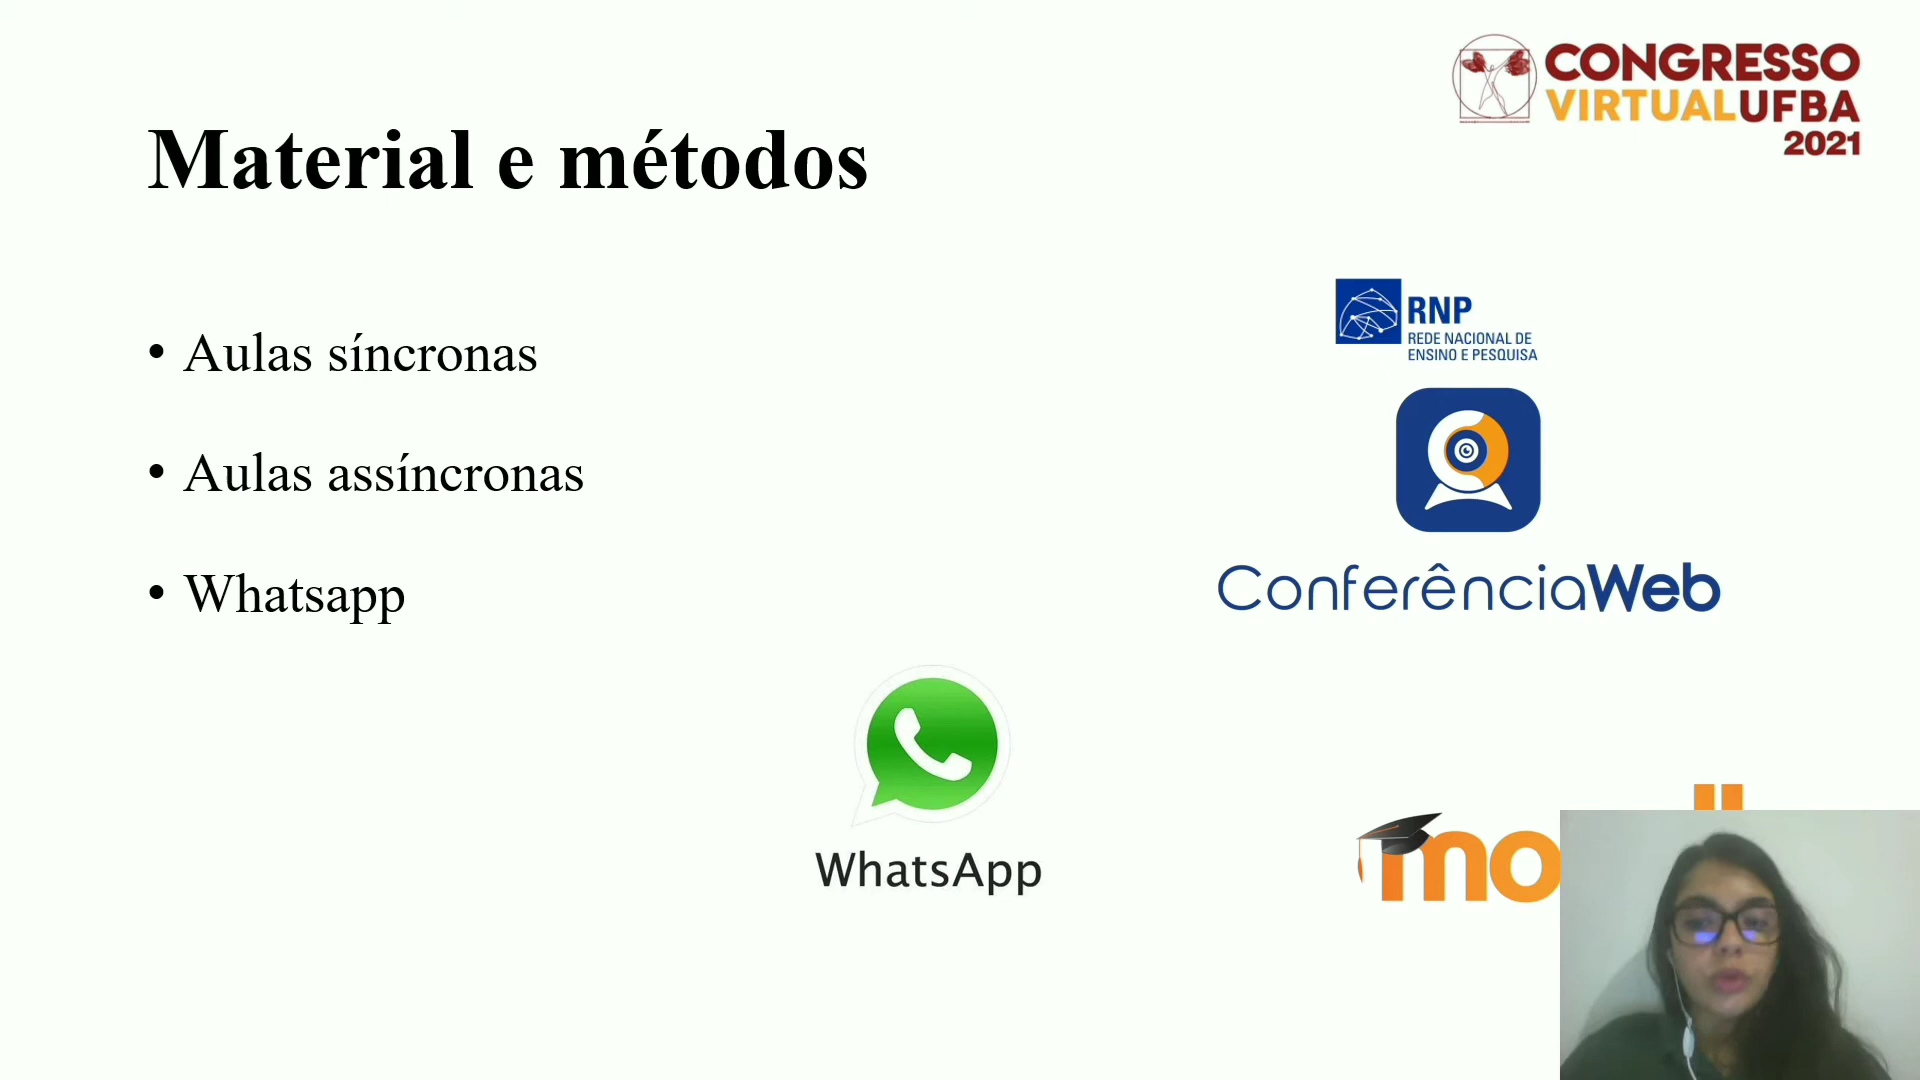 CONGRESSO
VIRTUALUFBA
2021
Material e métodos
• Aulas síncronas
• Aulas assíncronas
• Whatsapp
RNP
REDE NACIONAL DE
ENSINO E PESQUISA
ConferênciaWeb
WhatsApp